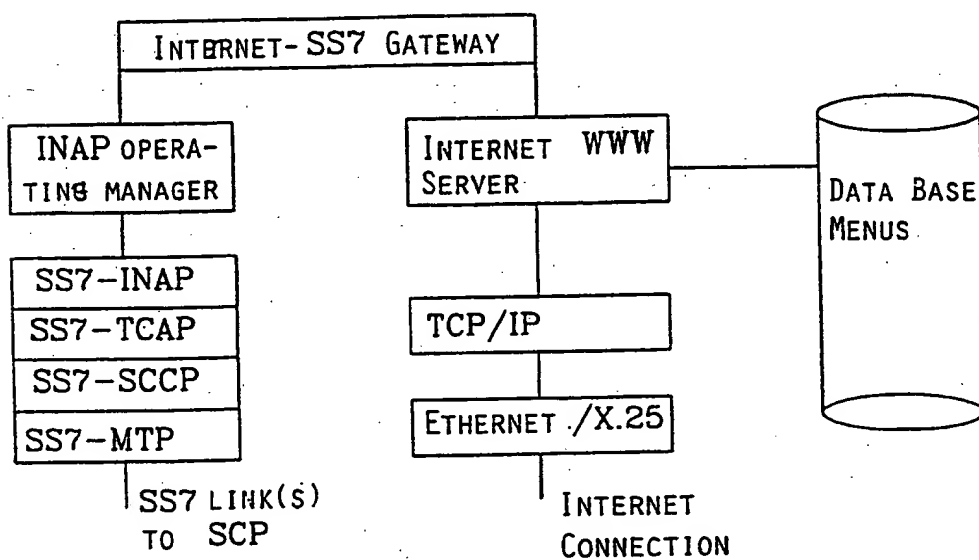 INTERNET-SS7 GATEWAY
INAP OPERA-
TING MANAGER
INTERNET WWW
SERVER
DATA BASE
MENUS
SS7-INAP
SS7-TCAP
SS7-SCCP
SS7-MTP
TCP/IP
ETHERNET /X.25
SS7 LINK(S)
TO SCP
INTERNET
CONNECTION